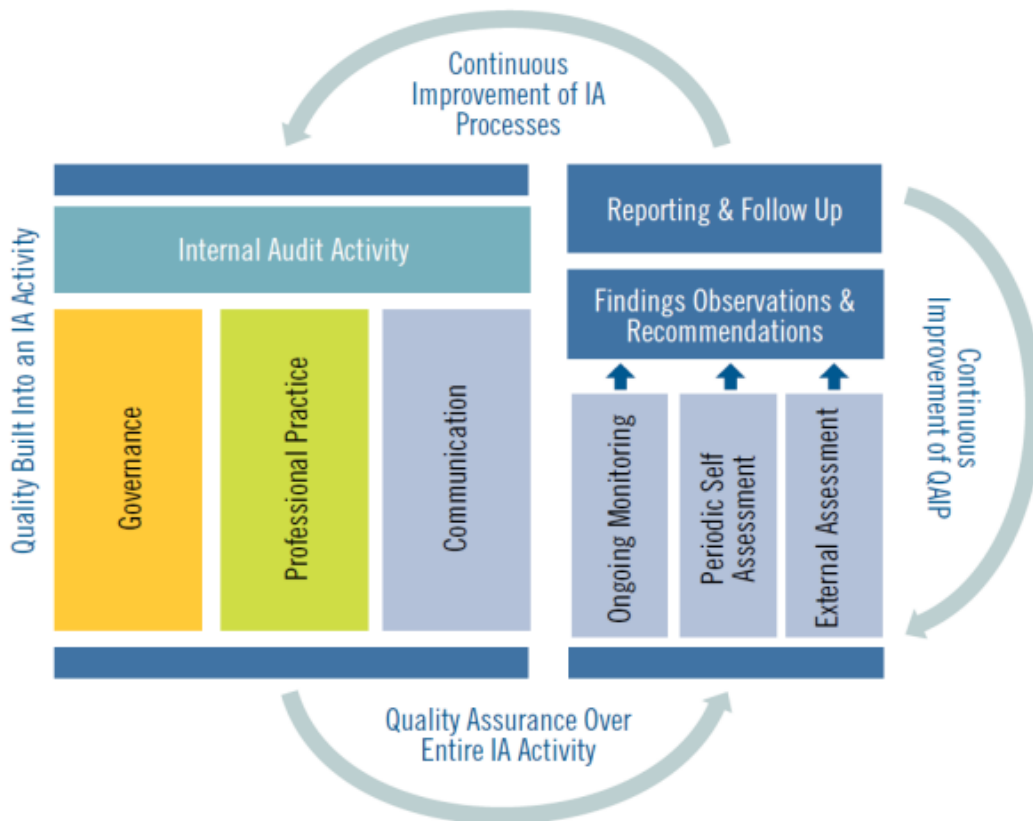 Continuous
Improvement of IA
Processes
Quality Built Into an IA Activity
Internal Audit Activity
Governance
Professional Practice
Communication
Reporting & Follow Up
Findings Observations &
Recommendations
Ongoing Monitoring
Periodic Self
Assessment
External Assessment
Continuous
Improvement of QAIP
Quality Assurance Over
Entire IA Activity